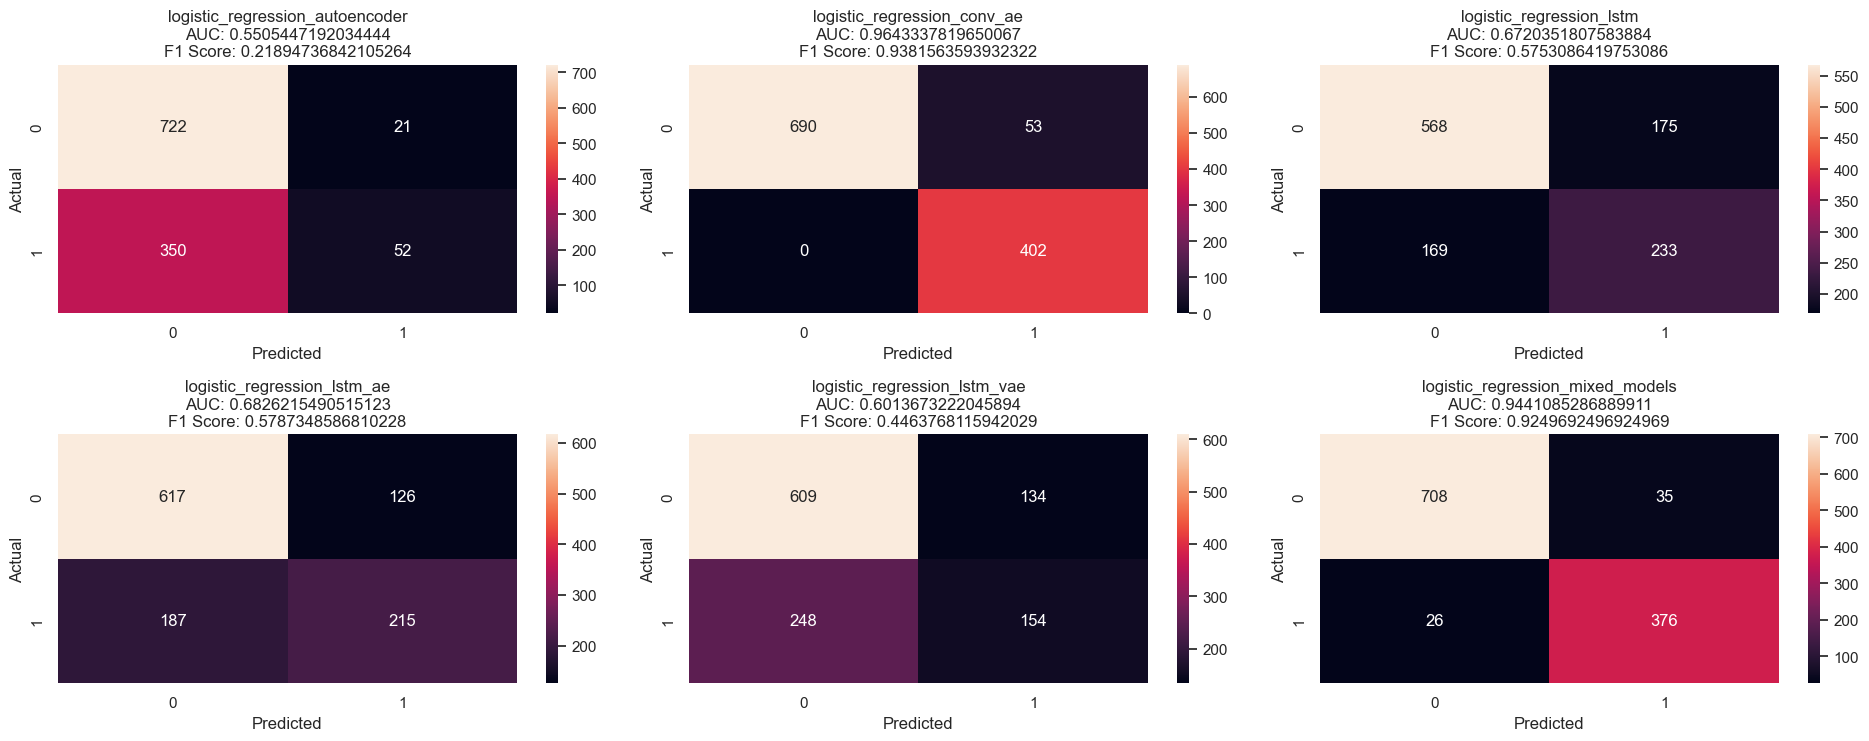 logistic_regression_autoencoder
AUC: 0.5505447192034444
F1 Score: 0.21894736842105264
722
21
350
52
0
1
Actual
0
1
Predicted
700
600
500
400
300
200
100
logistic_regression_conv_ae
AUC: 0.9643337819650067
F1 Score: 0.9381563593932322
690
53
0
402
0
1
Actual
0
1
Predicted
600
500
400
300
200
100
0
logistic_regression_lstm
AUC: 0.6720351807583884
F1 Score: 0.5753086419753086
568
175
169
233
0
1
Actual
0
1
Predicted
550
500
450
400
350
300
250
200
logistic_regression_lstm_ae
AUC: 0.6826215490515123
F1 Score: 0.5787348586810228
617
126
187
215
0
1
Actual
0
1
Predicted
600
500
400
300
200
logistic_regression_lstm_vae
AUC: 0.6013673222045894
F1 Score: 0.4463768115942029
609
134
248
154
0
1
Actual
0
1
Predicted
600
500
400
300
200
logistic_regression_mixed_models
AUC: 0.9441085286889911
F1 Score: 0.9249692496924969
708
35
26
376
0
1
Actual
0
1
Predicted
700
600
500
400
300
200
100